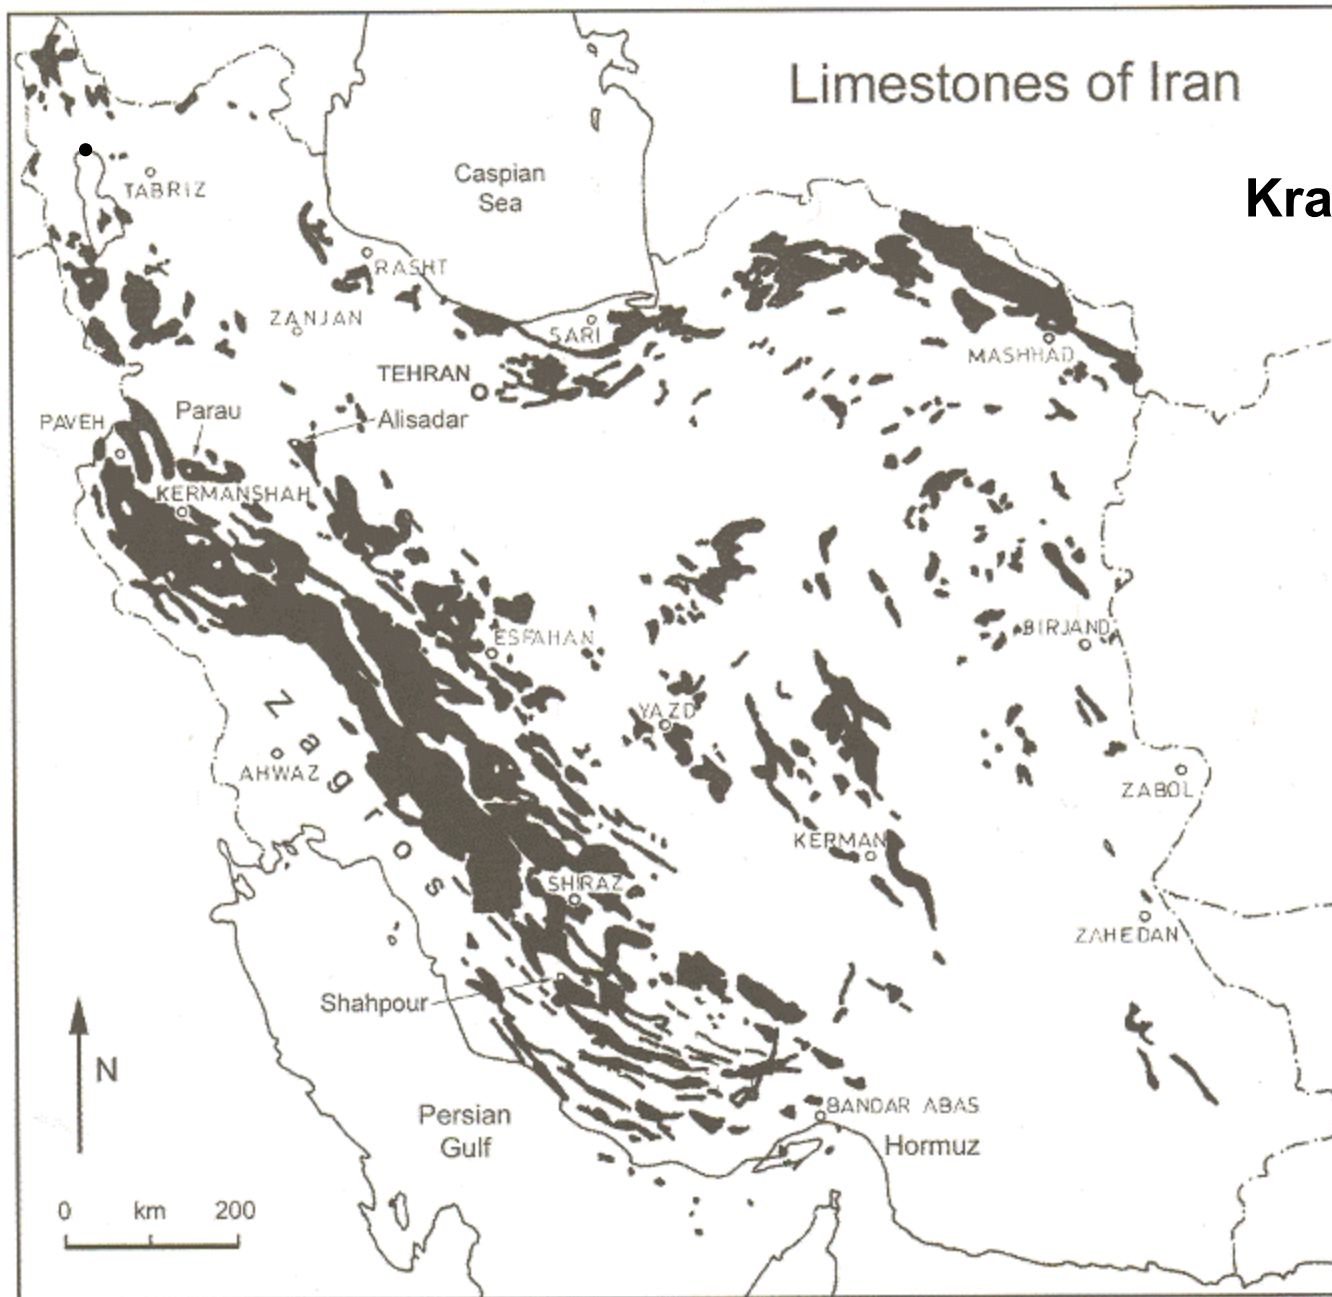 Limestones of Iran
Kra
Caspian
Sea
TABRIZ
RASHT
ZANJAN
SARI
MASHHAD
TEHRAN
PAVEH
Parau
Alisadar
KERMANSHAH
ESFAHAN
BIRJAND
YAZD
Zagros
AHWAZ
ZABOL
KERMAN
SHIRAZ
ZAHEDAN
Shahpour
N
BANDAR ABAS
Persian
Gulf
Hormuz
0 km 200